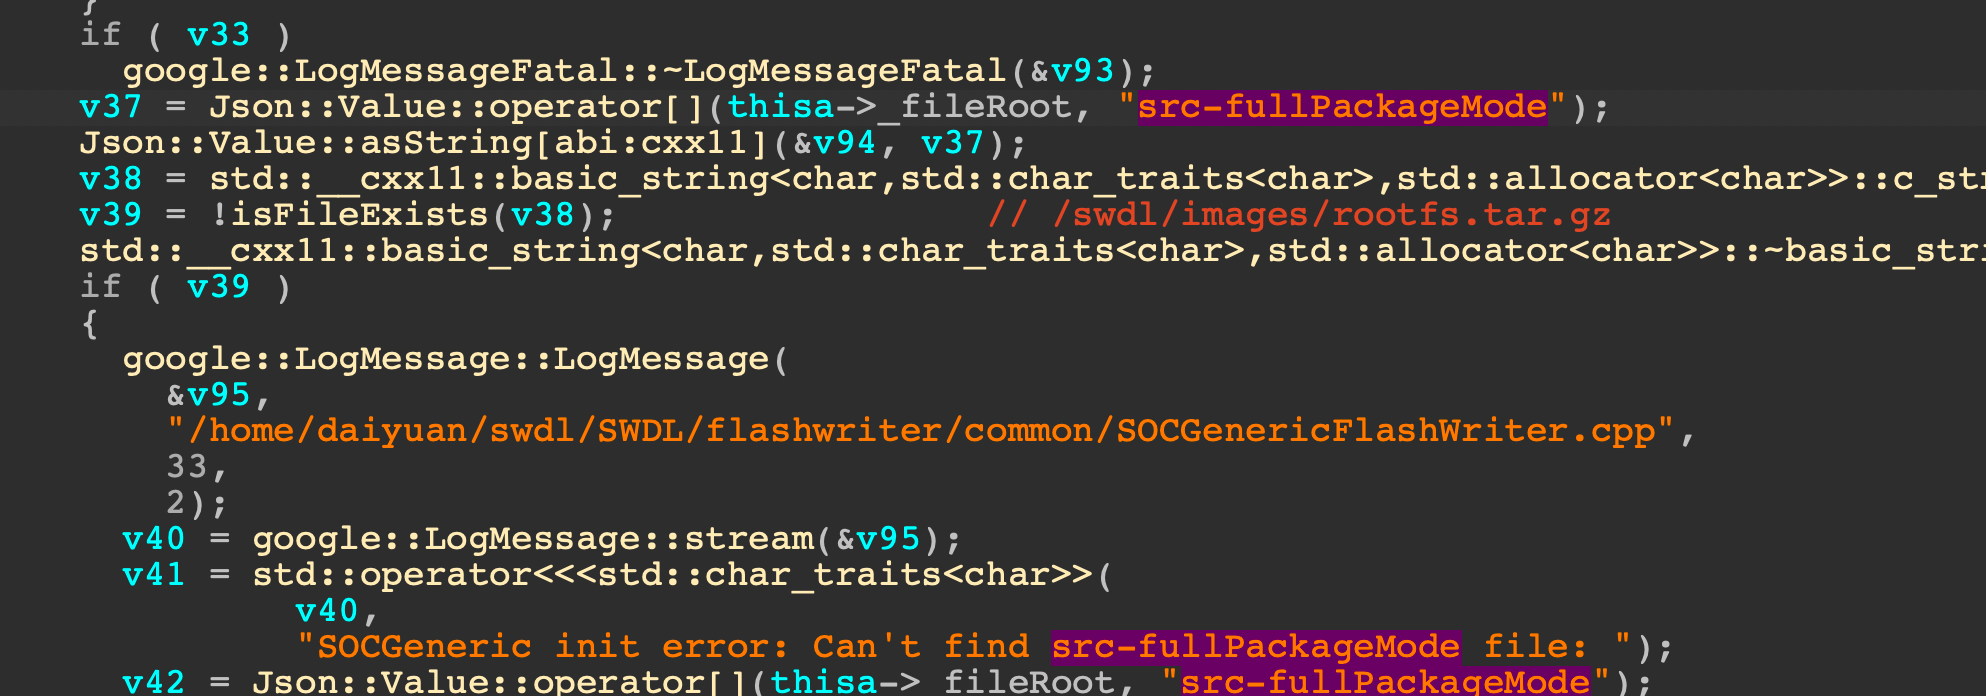 {
if ( v33 )
google::LogMessageFatal::~LogMessageFatal(&v93);
v37 = Json::Value::operator[](thisa->_fileRoot, "src-fullPackageMode");
Json::Value::asString[abi:cxx11](&v94, v37);
v38 = std::__cxx11::basic_string<char,std::char_traits<char>,std::allocator<char>>::c_str
v39 = !isFileExists(v38); // /swdl/images/rootfs.tar.gz
std::__cxx11::basic_string<char,std::char_traits<char>,std::allocator<char>>::~basic_stri
if ( v39 )
{
google::LogMessage::LogMessage(
&v95,
"/home/daiyuan/swdl/SWDL/flashwriter/common/SOCGenericFlashWriter.cpp",
33,
2);
v40 = google::LogMessage::stream(&v95);
v41 = std::operator<<<std::char_traits<char>>(
v40,
"SOCGeneric init error: Can't find src-fullPackageMode file: ");
v42 = Json::Value::operator[](thisa->_fileRoot, "src-fullPackageMode");